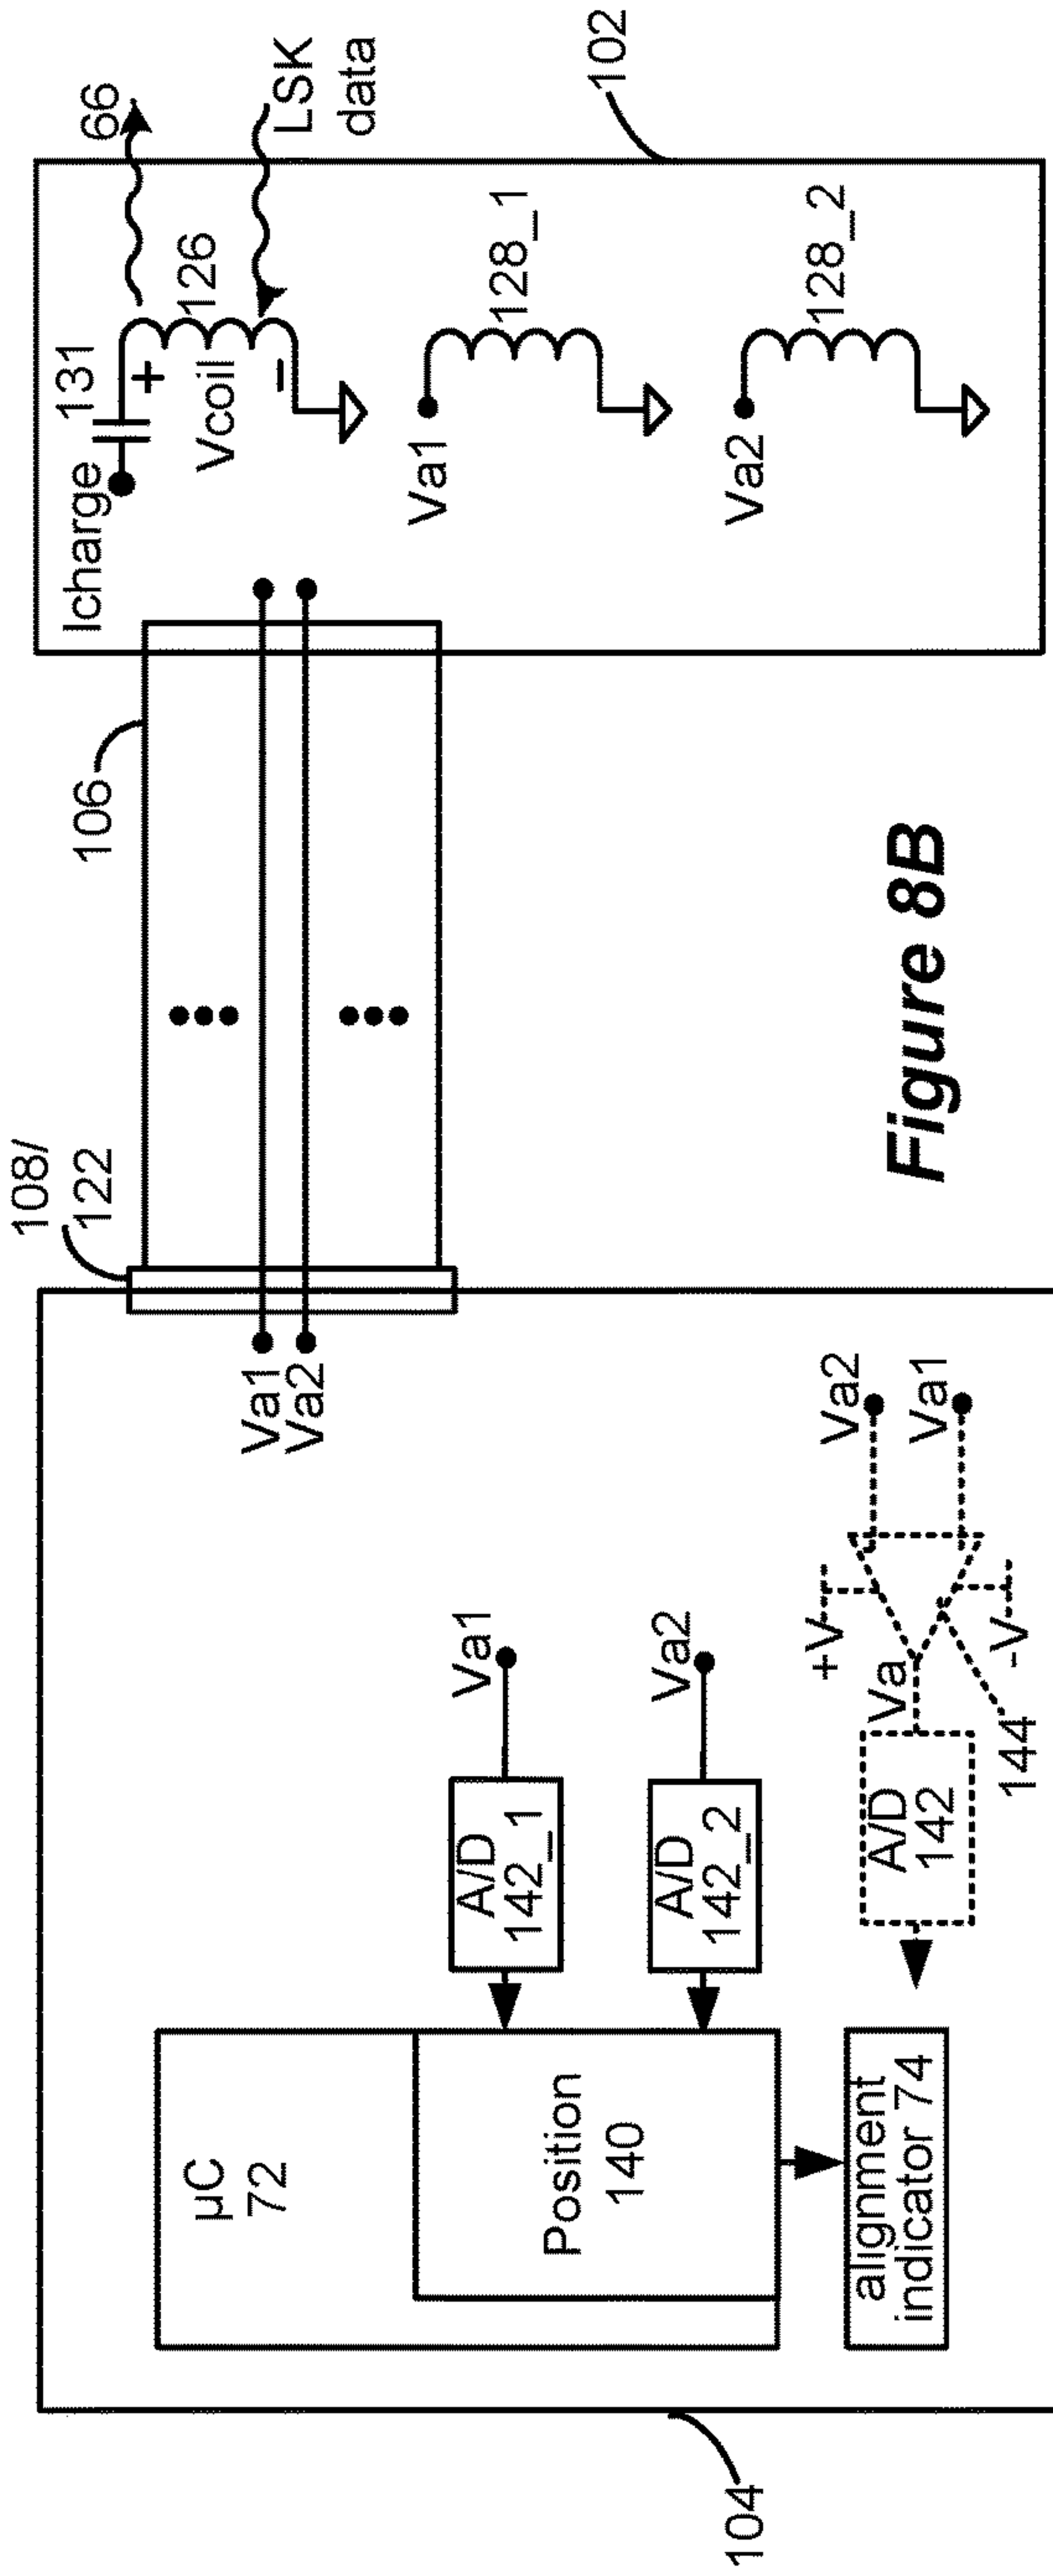 104
µC
72
Position
140
alignment
indicator 74
A/D
142_1
A/D
142_2
Va1
Va2
A/D
142
Va
144
+V
-V
Va2
Va1
Va1
Va2
108/
122
106
Icharge
131
+
Vcoil
-
126
66
LSK
data
Va1
128_1
Va2
128_2
102
Figure 8B